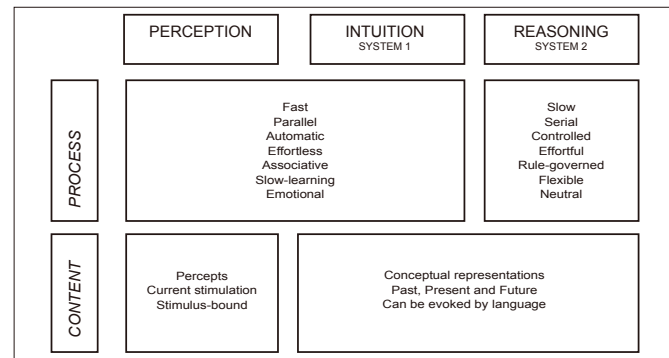 PERCEPTION
INTUITION
SYSTEM 1
REASONING
SYSTEM 2
PROCESS
Fast
Parallel
Automatic
Effortless
Associative
Slow-learning
Emotional
Slow
Serial
Controlled
Effortful
Rule-governed
Flexible
Neutral
CONTENT
Percepts
Current stimulation
Stimulus-bound
Conceptual representations
Past, Present and Future
Can be evoked by language